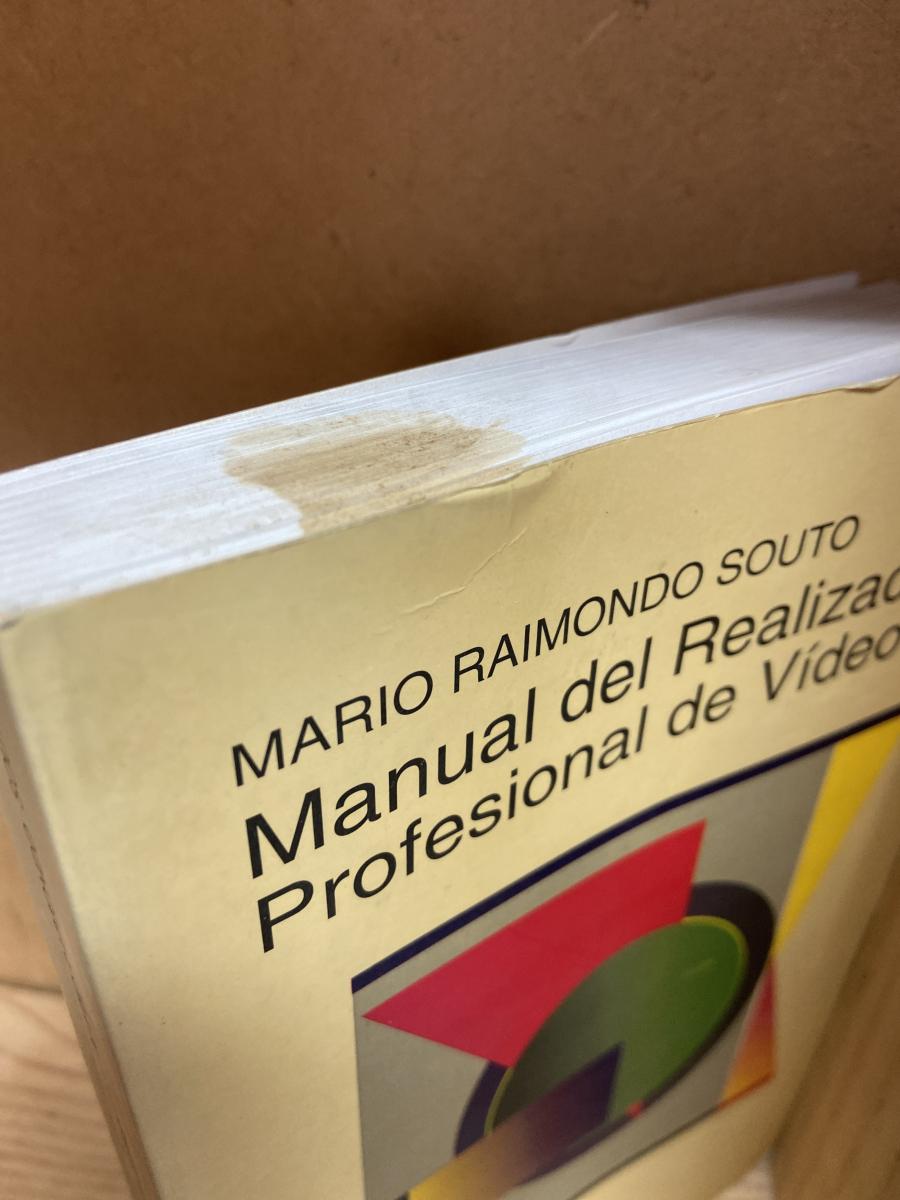 MARIO RAIMONDO SOUTO
Manual del Realizad
Profesional de Vídeo